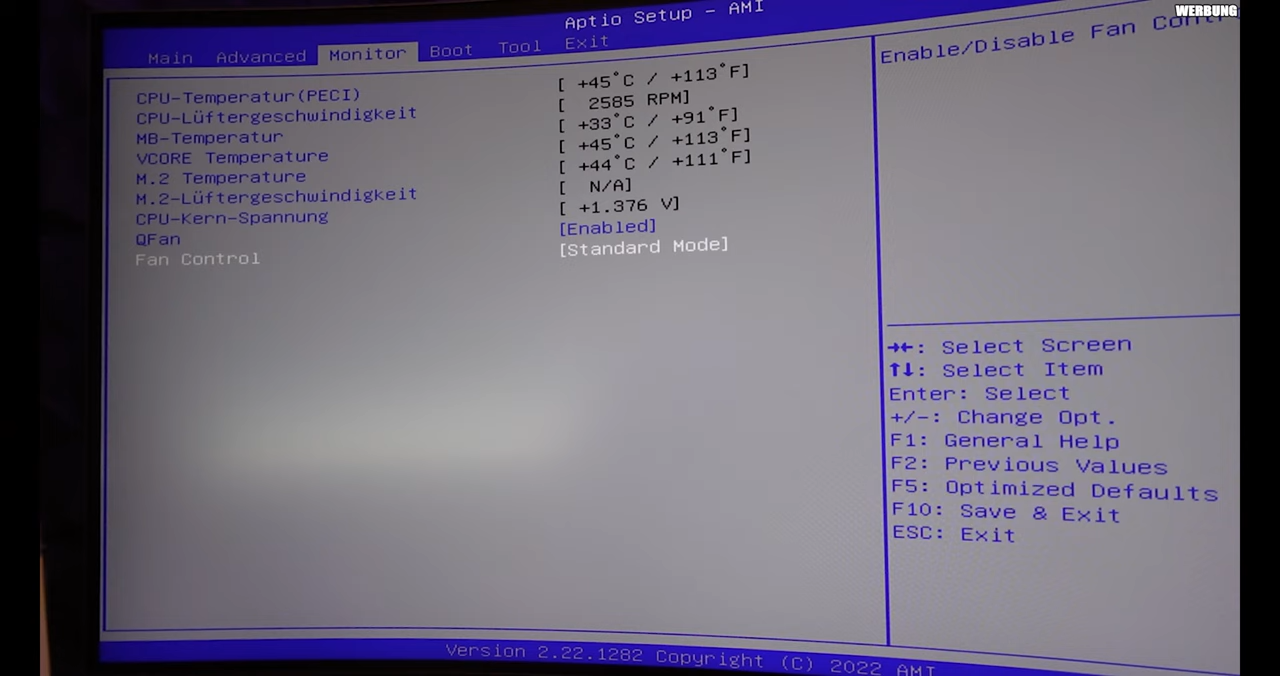 WERBUNG
Aptio Setup - AMI
Main Advanced Monitor Boot Tool Exit
CPU-Temperatur(PECI) [ +45°C / +113°F]
CPU-Lüftergeschwindigkeit [ 2585 RPM]
MB-Temperatur [ +33°C / +91°F]
VCORE Temperature [ +45°C / +113°F]
M.2 Temperature [ +44°C / +111°F]
M.2-Lüftergeschwindigkeit [ N/A]
CPU-Kern-Spannung [ +1.376 V]
QFan [Enabled]
Fan Control [Standard Mode]
Enable/Disable Fan
→←: Select Screen
↑↓: Select Item
Enter: Select
+/-: Change Opt.
F1: General Help
F2: Previous Values
F5: Optimized Defaults
F10: Save & Exit
ESC: Exit
Version 2.22.1282 Copyright (C) 2022 AMI